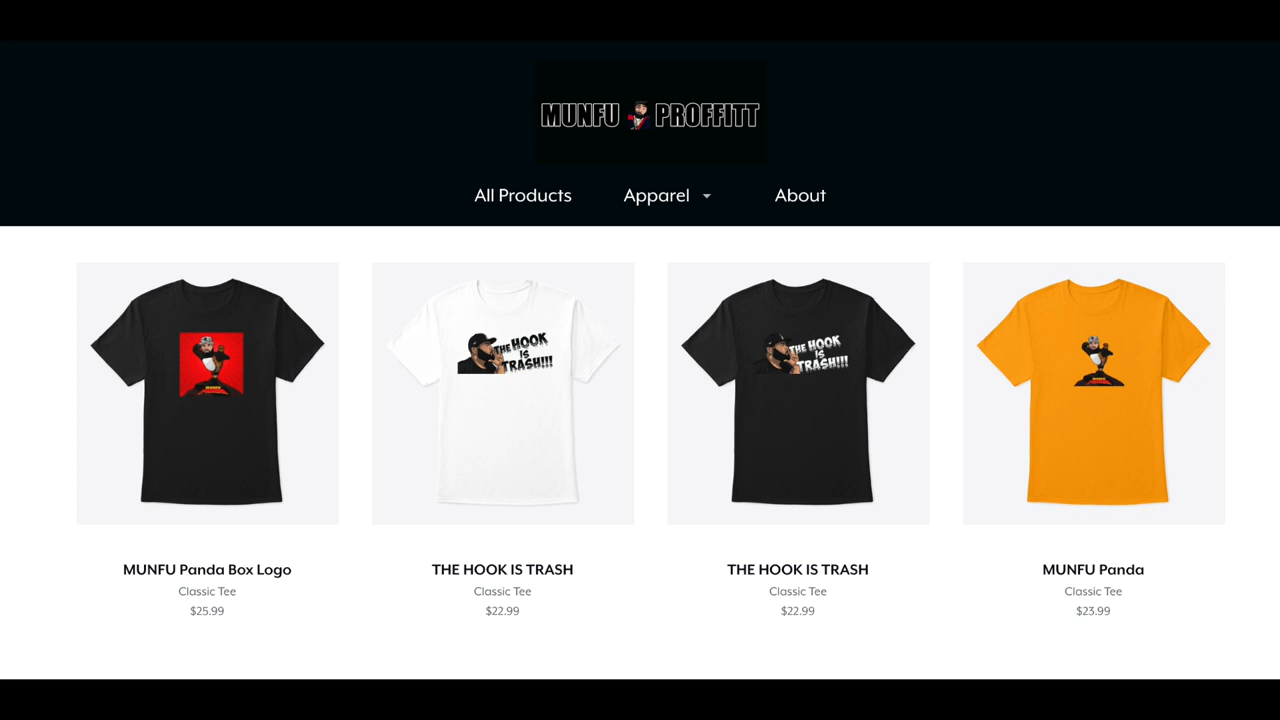 MUNFU PROFFITT
All Products Apparel About
THE HOOK
IS
TRASH!!!
THE HOOK
IS
TRASH!!!
MUNFU
MUNFU Panda Box Logo
THE HOOK IS TRASH
THE HOOK IS TRASH
MUNFU Panda
Classic Tee
Classic Tee
Classic Tee
Classic Tee
$25.99
$22.99
$22.99
$23.99